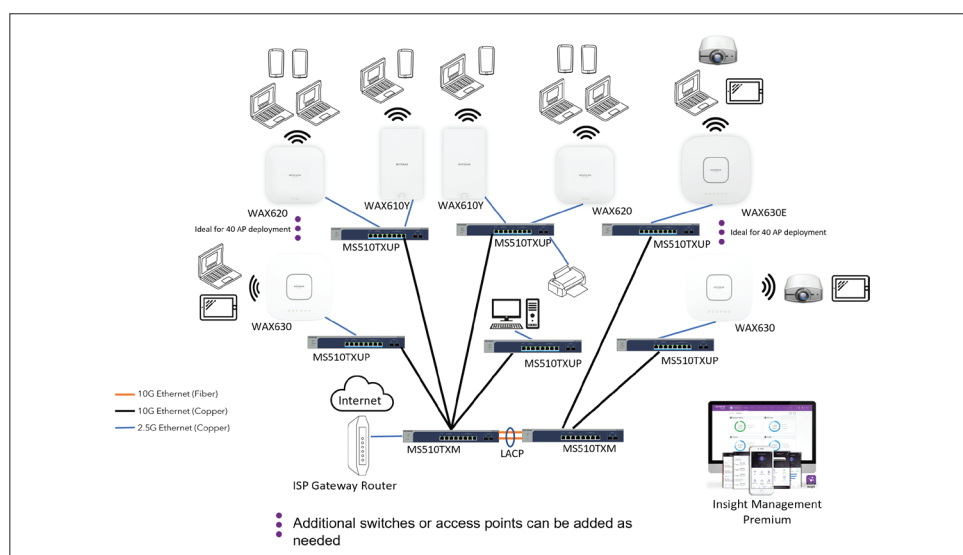 WAX620
WAX610Y
WAX610Y
WAX620
WAX630E
Ideal for 40 AP deployment
MS510TXUP
MS510TXUP
MS510TXUP
Ideal for 40 AP deployment
WAX630
WAX630
MS510TXUP
MS510TXUP
MS510TXUP
10G Ethernet (Fiber)
10G Ethernet (Copper)
2.5G Ethernet (Copper)
Internet
MS510TXM
LACP
MS510TXM
ISP Gateway Router
Insight Management
Premium
Additional switches or access points can be added as
needed